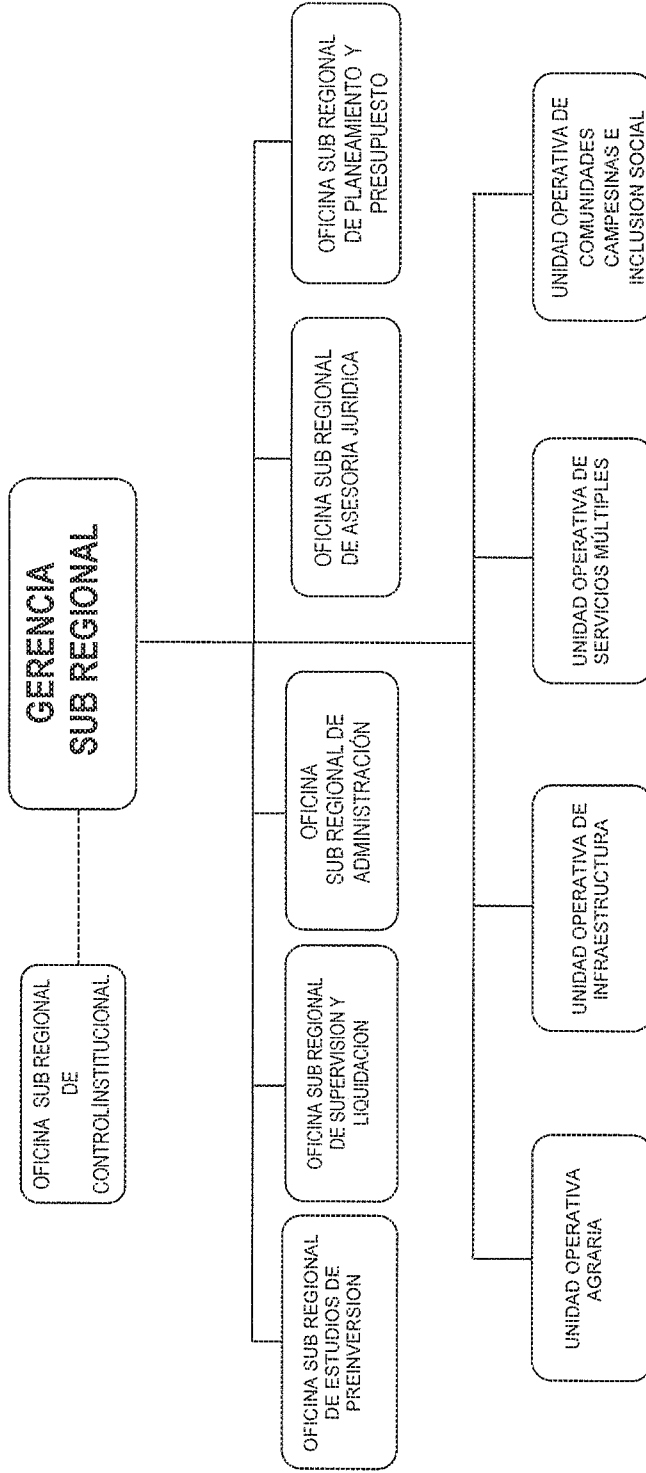 GERENCIA
SUB REGIONAL
OFICINA SUB REGIONAL
DE
CONTROLINSTITUCIONAL
OFICINA SUB REGIONAL
DE ESTUDIOS DE
PREINVERSION
OFICINA SUB REGIONAL
DE SUPERVISION Y
LIQUIDACION
OFICINA
SUB REGIONAL DE
ADMINISTRACIÓN
OFICINA SUB REGIONAL
DE ASESORIA JURIDICA
OFICINA SUB REGIONAL
DE PLANEAMIENTO Y
PRESUPUESTO
UNIDAD OPERATIVA
AGRARIA
UNIDAD OPERATIVA DE
INFRAESTRUCTURA
UNIDAD OPERATIVA DE
SERVICIOS MÚLTIPLES
UNIDAD OPERATIVA DE
COMUNIDADES
CAMPESINAS E
INCLUSION SOCIAL